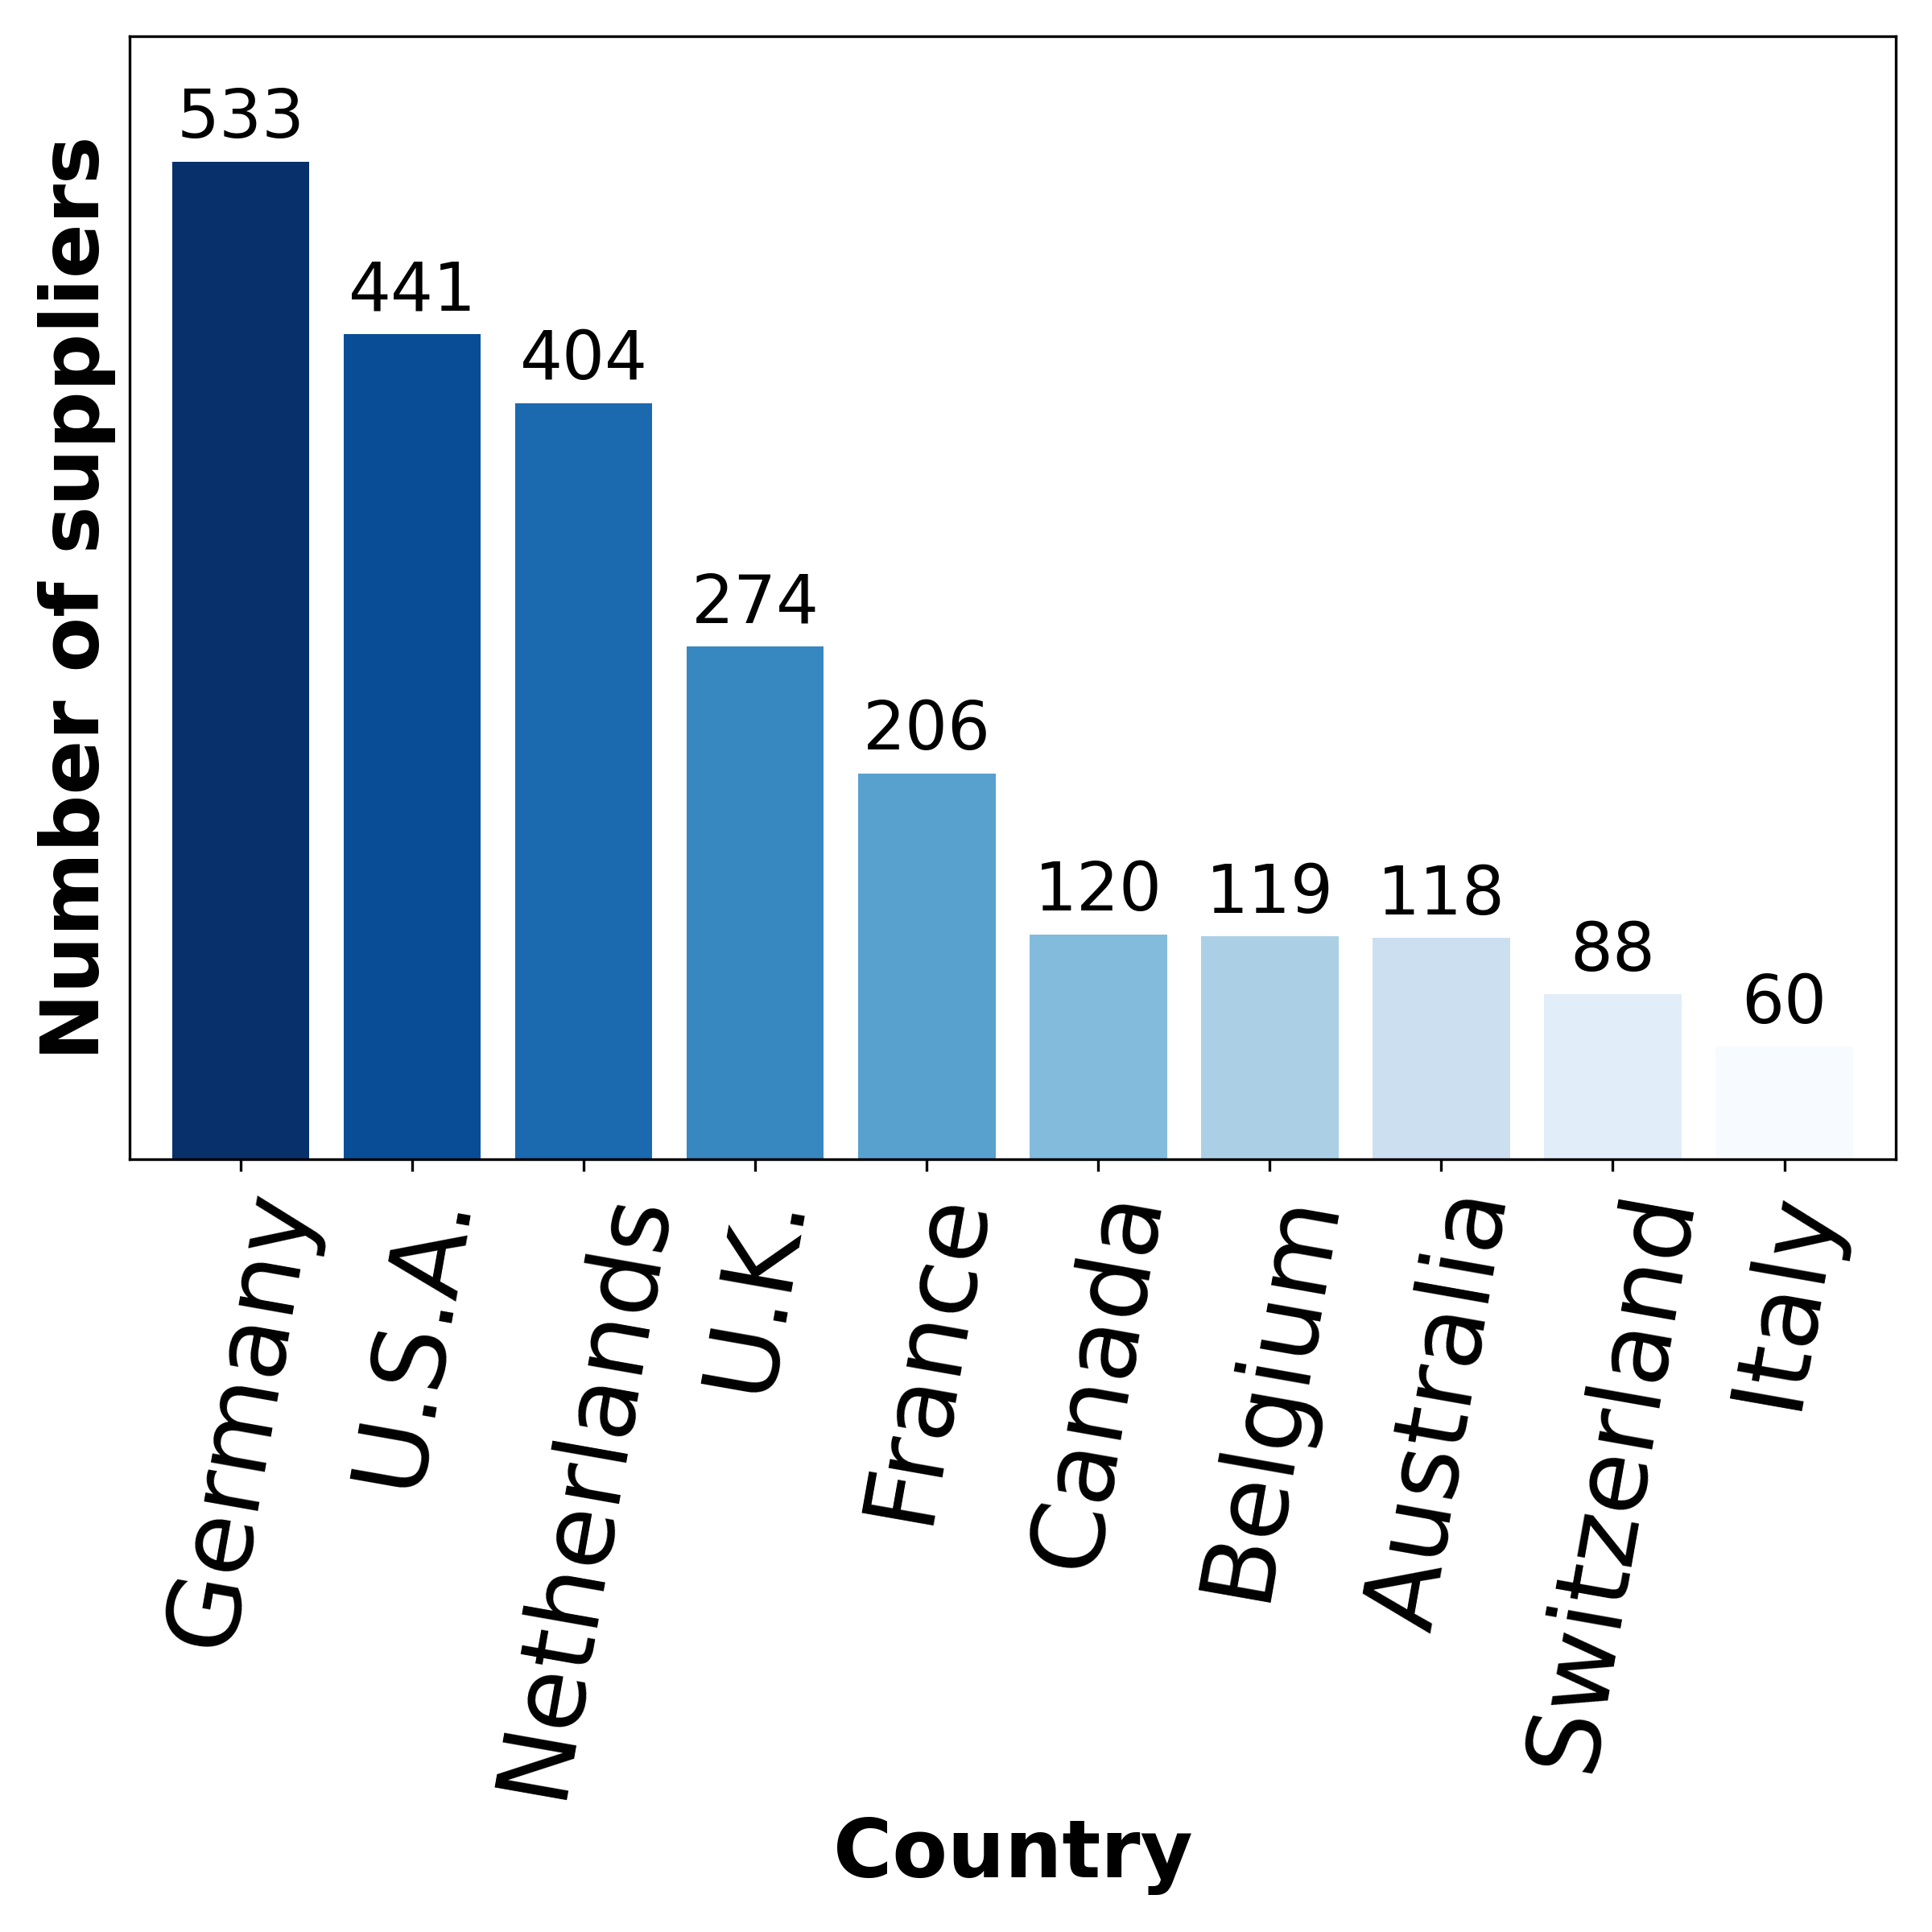 Number of suppliers
533
441
404
274
206
120
119
118
88
60
Germany
U.S.A.
Netherlands
U.K.
France
Canada
Belgium
Australia
Switzerland
Italy
Country